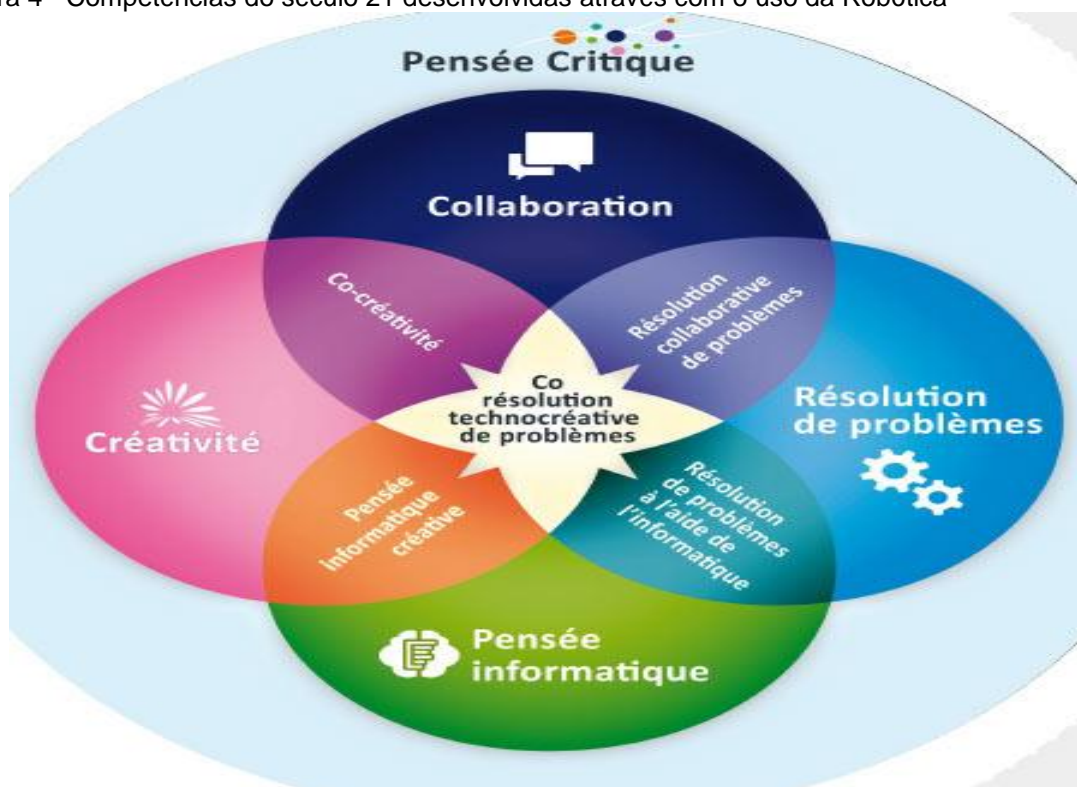 4 - Competências do século 21 desenvolvidas através com o uso da Robótica
Pensée Critique
Collaboration
Co-créativité
Résolution
collaborative
de problèmes
Co
résolution
technocréative
de problèmes
Créativité
Résolution
de problèmes
Pensée
Informatique
créative
Résolution
de problèmes
à l'aide de
l'informatique
Pensée
informatique